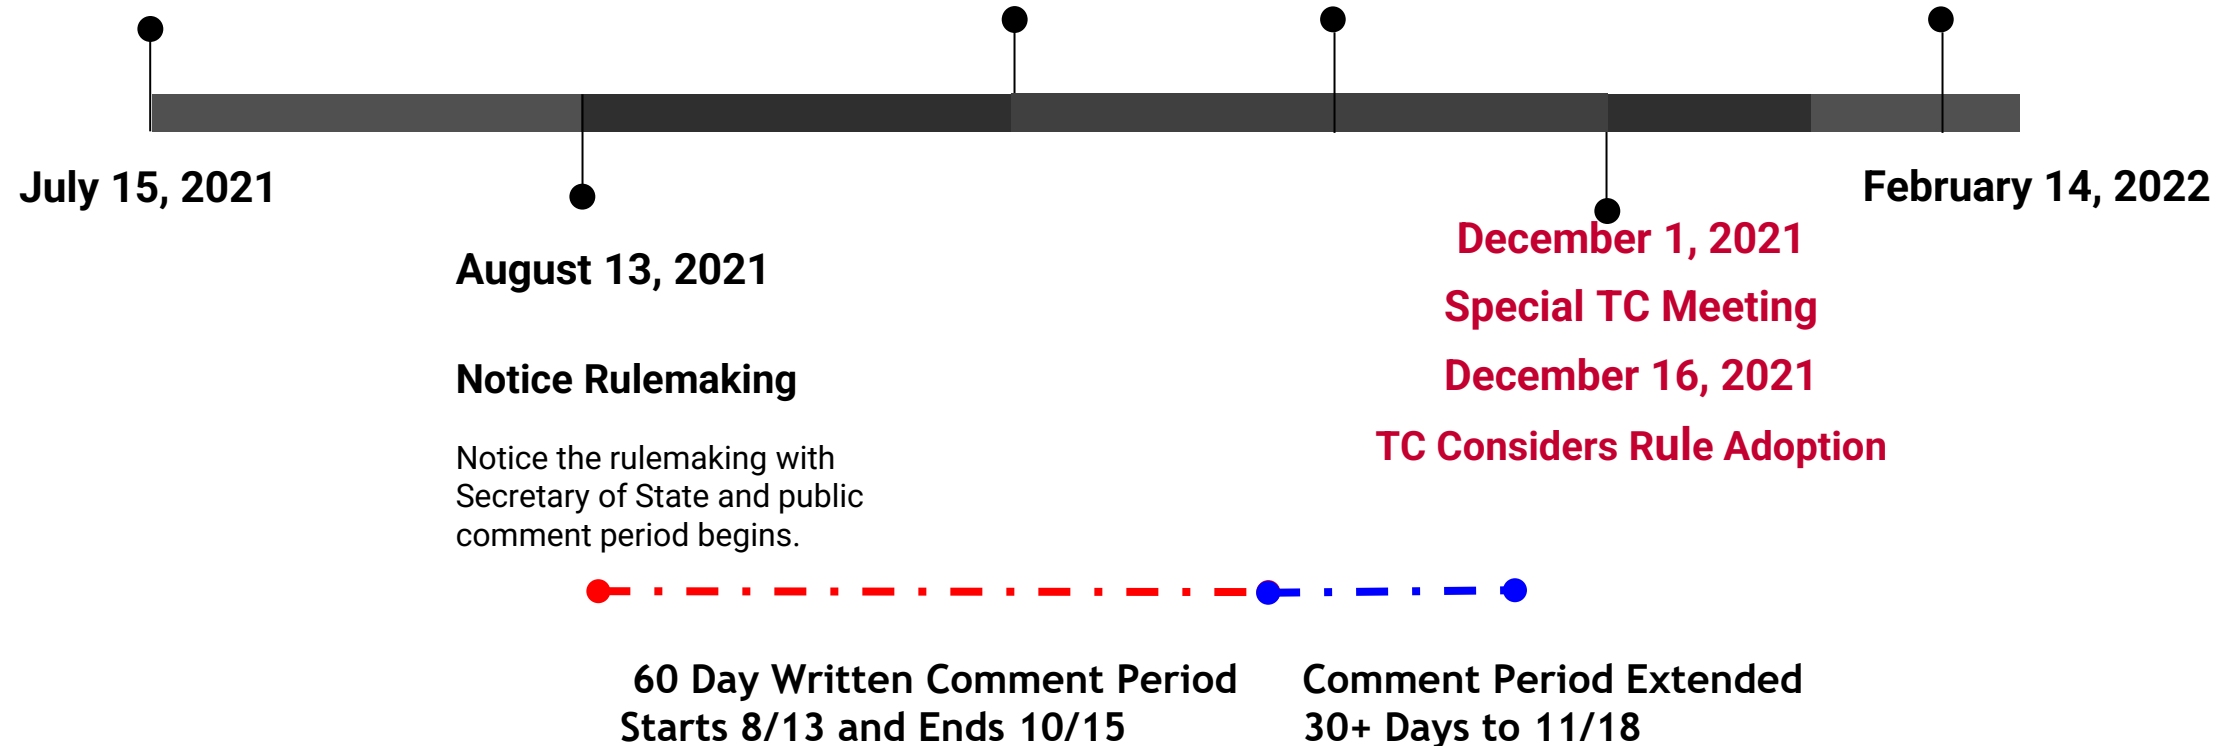 July 15, 2021
February 14, 2022
August 13, 2021
Notice Rulemaking
Notice the rulemaking with
Secretary of State and public
comment period begins.
December 1, 2021
Special TC Meeting
December 16, 2021
TC Considers Rule Adoption
60 Day Written Comment Period
Starts 8/13 and Ends 10/15
Comment Period Extended
30+ Days to 11/18